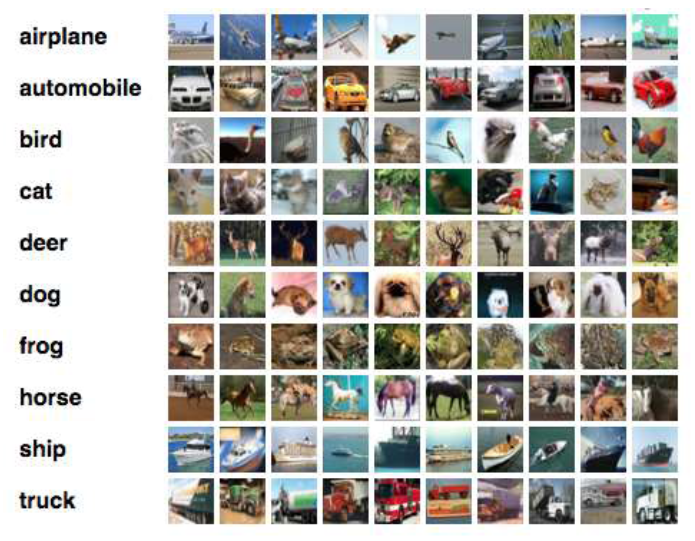 airplane
automobile
bird
cat
deer
dog
frog
horse
ship
truck